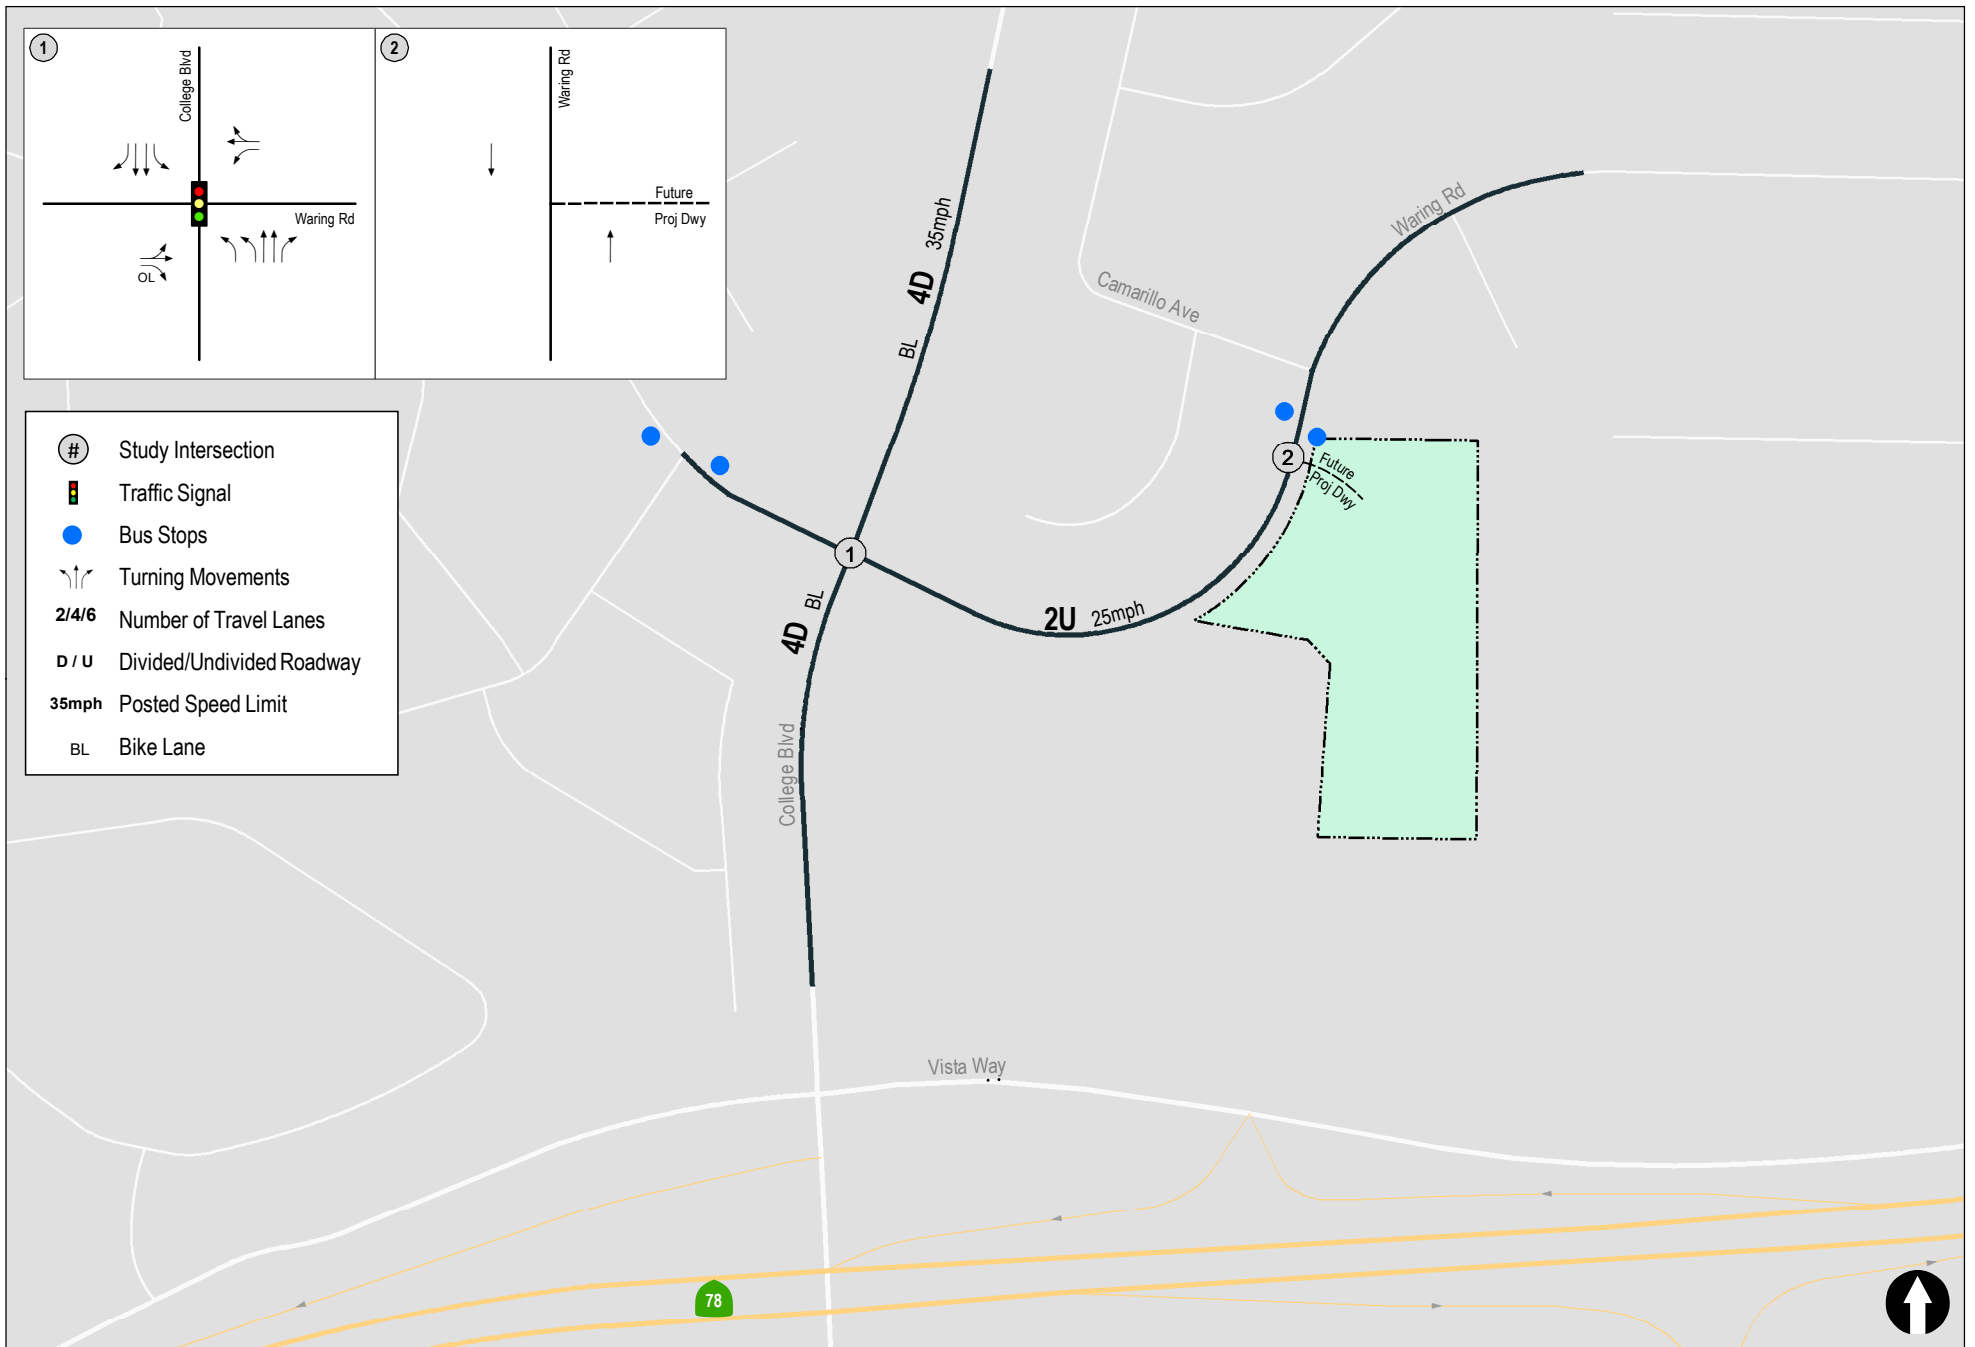 1
College Blvd
Waring Rd
OL
2
Waring Rd
Future
Proj Dwy
# Study Intersection
Traffic Signal
Bus Stops
Turning Movements
2/4/6 Number of Travel Lanes
D / U Divided/Undivided Roadway
35mph Posted Speed Limit
BL Bike Lane
35mph
4D
BL
Waring Rd
Camarillo Ave
2
Future
Proj Dwy
1
BL
4D
2U 25mph
College Blvd
Vista Way
78